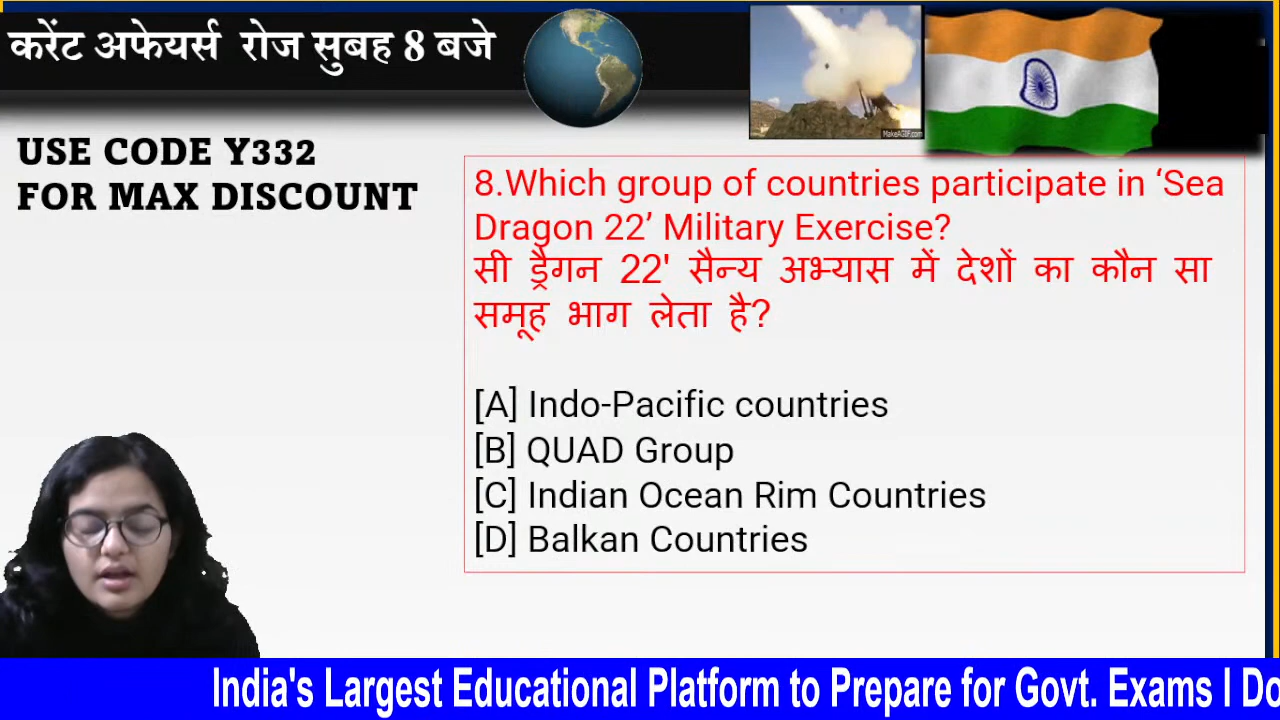 करेंट अफेयर्स रोज सुबह 8 बजे
MakeAGIF.com
USE CODE Y332
FOR MAX DISCOUNT
8.Which group of countries participate in ‘Sea
Dragon 22’ Military Exercise?
सी ड्रैगन 22' सैन्य अभ्यास में देशों का कौन सा
समूह भाग लेता है?
[A] Indo-Pacific countries
[B] QUAD Group
[C] Indian Ocean Rim Countries
[D] Balkan Countries
India's Largest Educational Platform to Prepare for Govt. Exams I Do